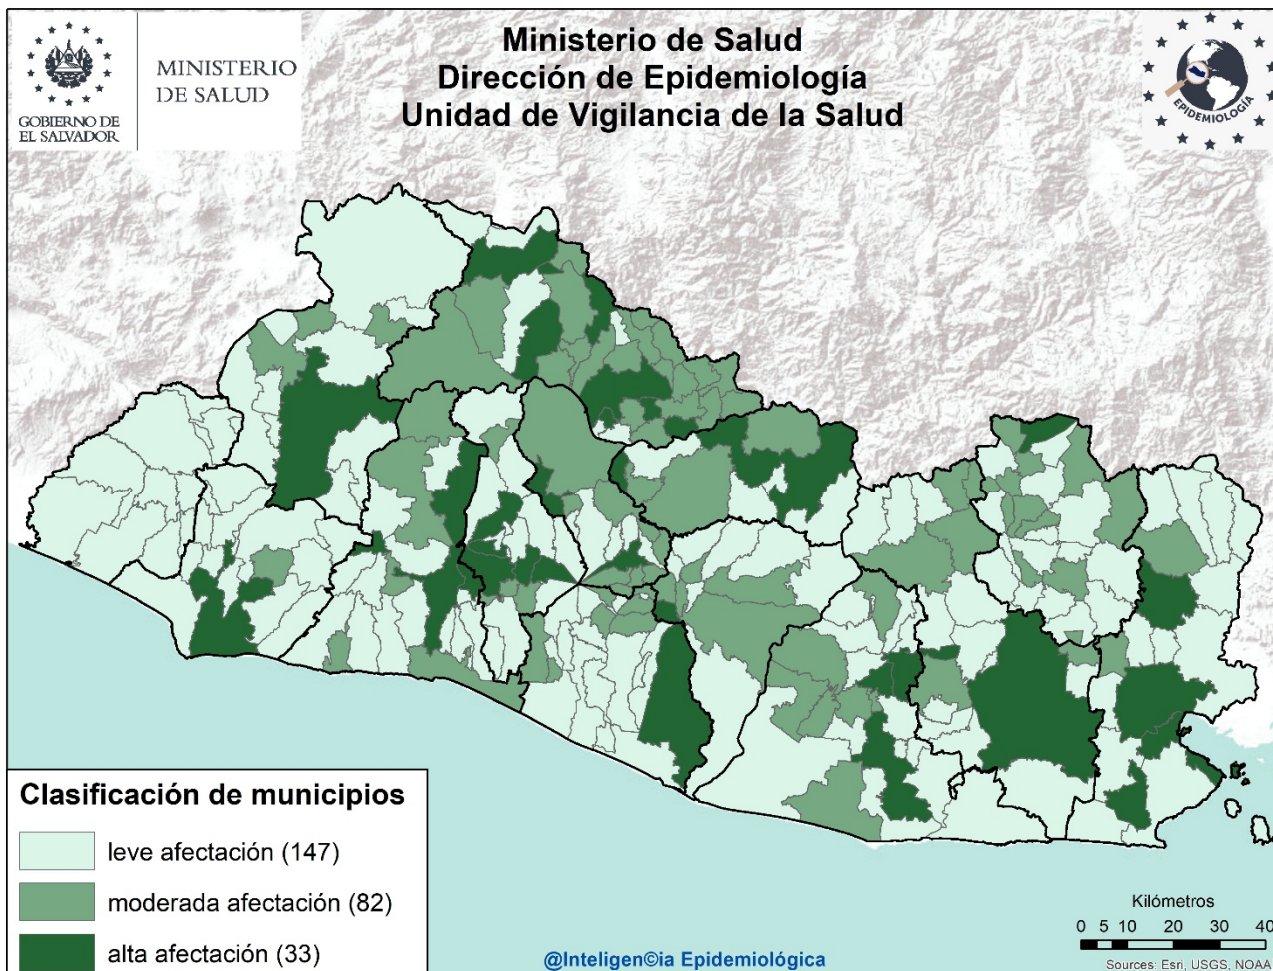 Ministerio de Salud
Dirección de Epidemiología
Unidad de Vigilancia de la Salud
MINISTERIO
DE SALUD
GOBIERNO DE
EL SALVADOR
EPIDEMIOLOGÍA
Clasificación de municipios
leve afectación (147)
moderada afectación (82)
alta afectación (33)
@Inteligen©ia Epidemiológica
Kilómetros
0 5 10 20 30 40
Sources: Esri, USGS, NOAA